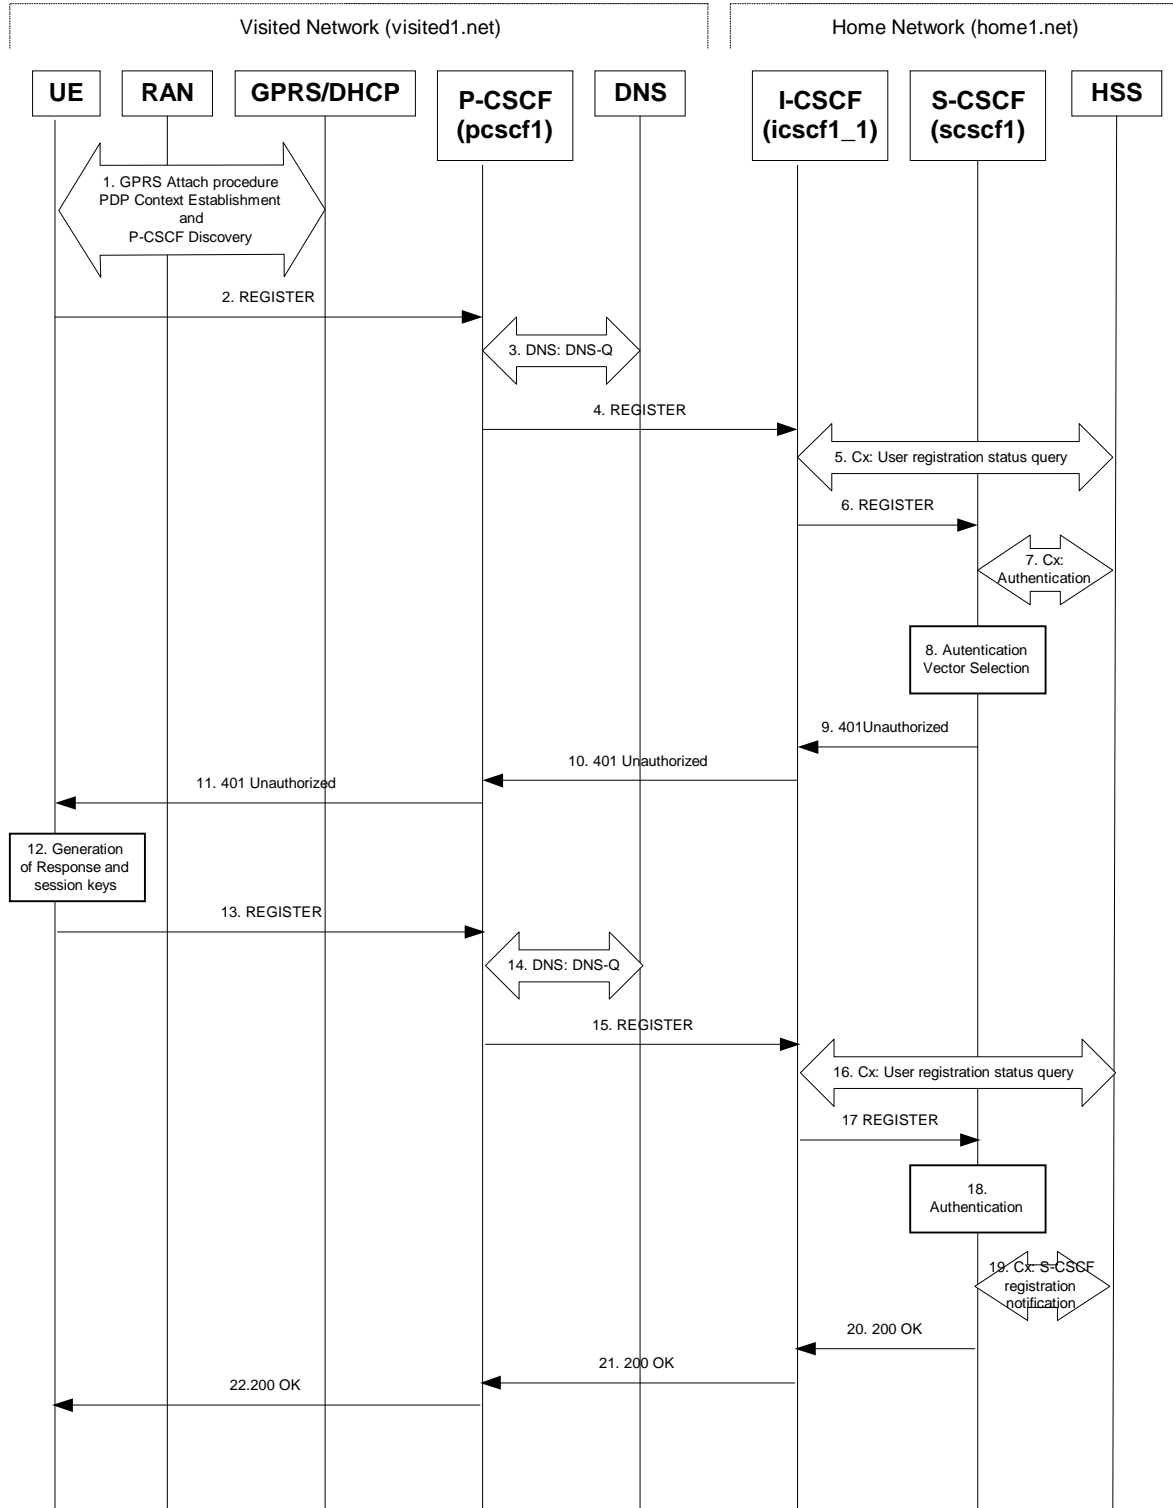 Visited Network (visited1.net)
Home Network (home1.net)
UE
RAN
GPRS/DHCP
P-CSCF
(pcscf1)
DNS
I-CSCF
(icscf1_1)
S-CSCF
(scscf1)
HSS
1. GPRS Attach procedure
PDP Context Establishment
and
P-CSCF Discovery
2. REGISTER
3. DNS: DNS-Q
4. REGISTER
5. Cx: User registration status query
6. REGISTER
7. Cx:
Authentication
8. Autentication
Vector Selection
9. 401Unauthorized
10. 401 Unauthorized
11. 401 Unauthorized
12. Generation
of Response and
session keys
13. REGISTER
14. DNS: DNS-Q
15. REGISTER
16. Cx: User registration status query
17 REGISTER
18.
Authentication
19. Cx: S-CSCF
registration
notification
20. 200 OK
21. 200 OK
22.200 OK